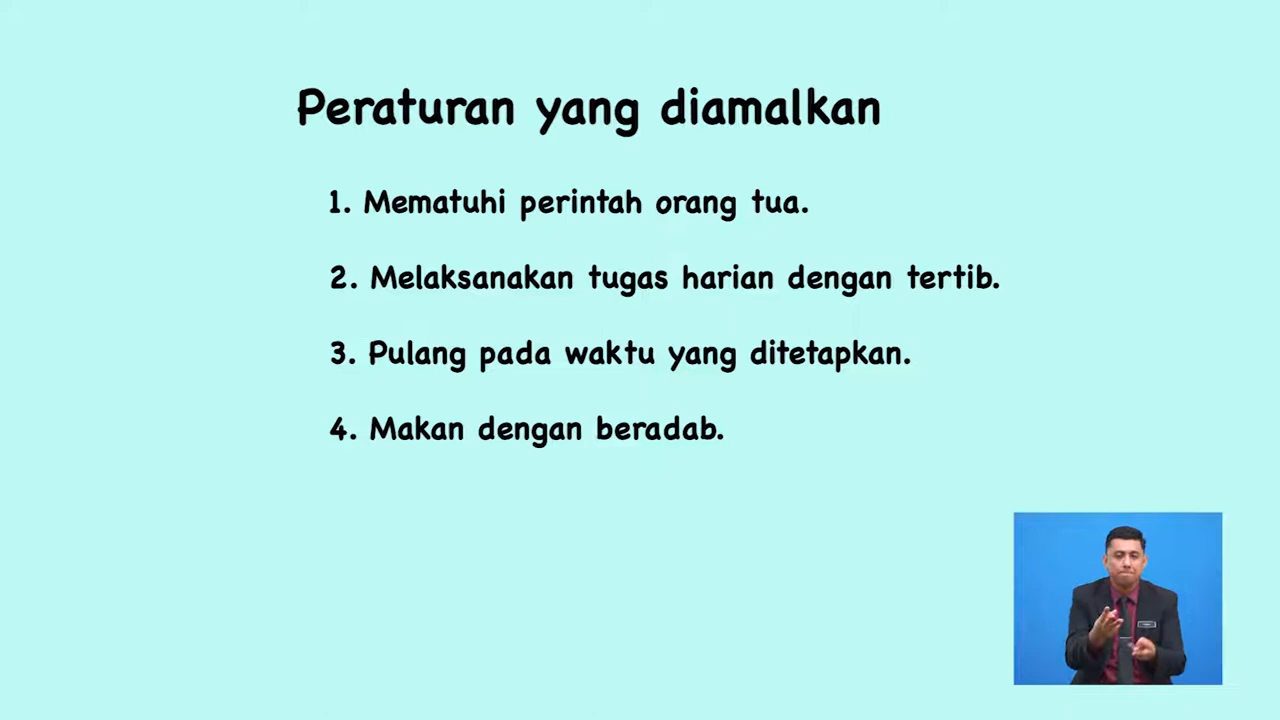 Peraturan yang diamalkan
1. Mematuhi perintah orang tua.
2. Melaksanakan tugas harian dengan tertib.
3. Pulang pada waktu yang ditetapkan.
4. Makan dengan beradab.